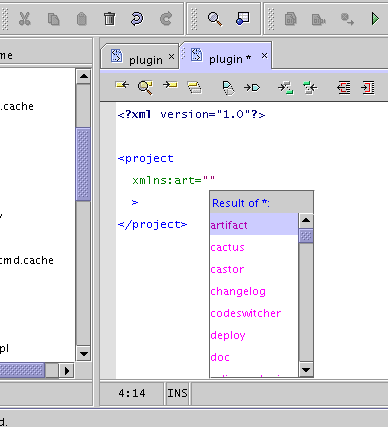 plugin
plugin *
me
.cache
<?xml version="1.0"?>
<project
xmlns:art=""
>
</project>
Result of *:
artifact
cactus
castor
changelog
codeswitcher
deploy
doc
cmd.cache
pl
4:14 INS
d.